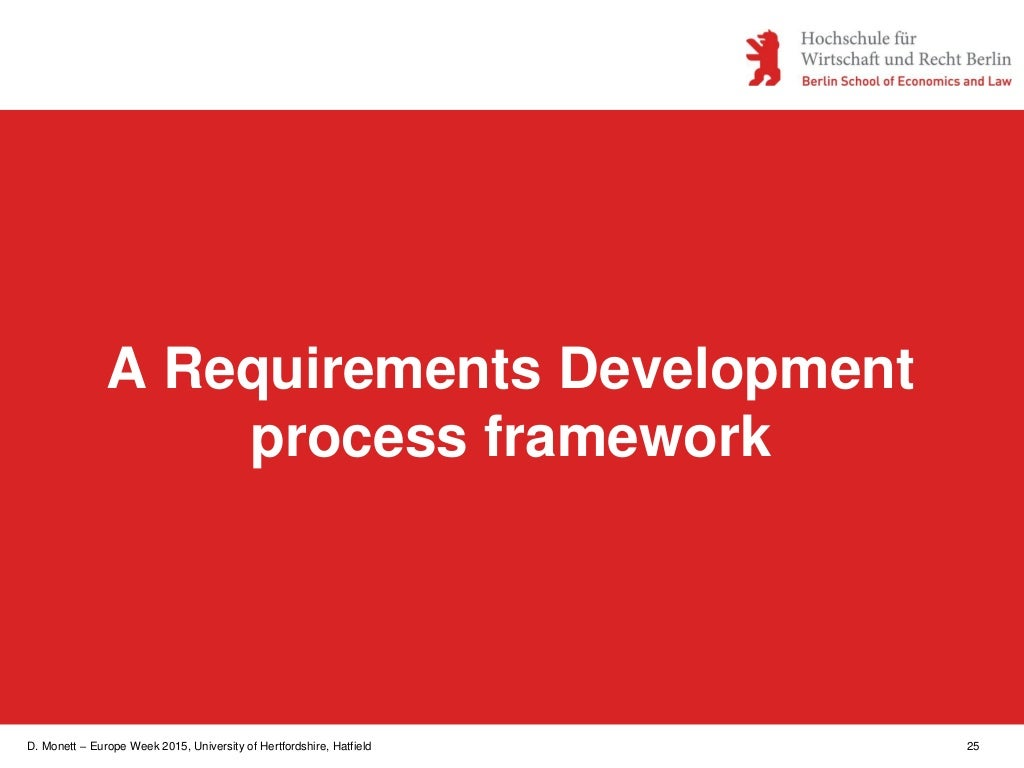 Hochschule für
Wirtschaft und Recht Berlin
Berlin School of Economics and Law
A Requirements Development
process framework
D. Monett – Europe Week 2015, University of Hertfordshire, Hatfield
25